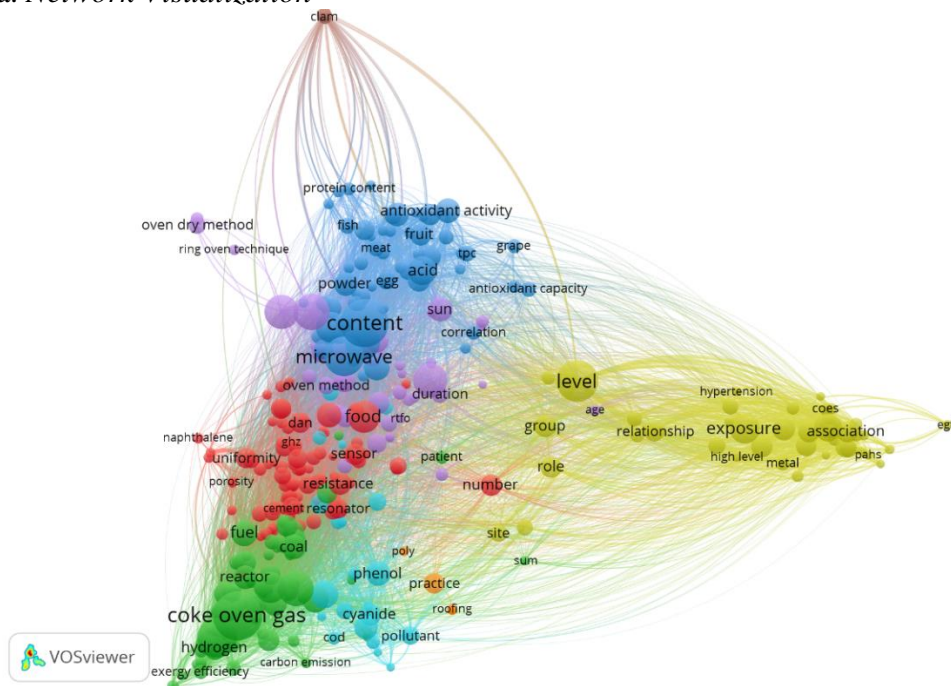 a. Network Visualization
clam
protein content
antioxidant activity
oven dry method
fish
fruit
ring oven technique
meat
tpc
grape
powder
egg
acid
antioxidant capacity
sun
content
correlation
microwave
oven method
duration
level
hypertension
age
coes
dan
food
rtfo
group
relationship
exposure
association
naphthalene
ghz
uniformity
sensor
patient
high level
metal
pahs
role
porosity
resistance
number
cement
resonator
fuel
site
coal
poly
sum
reactor
phenol
practice
coke oven gas
cyanide
roofing
cod
pollutant
hydrogen
VOSviewer
carbon emission
exergy efficiency